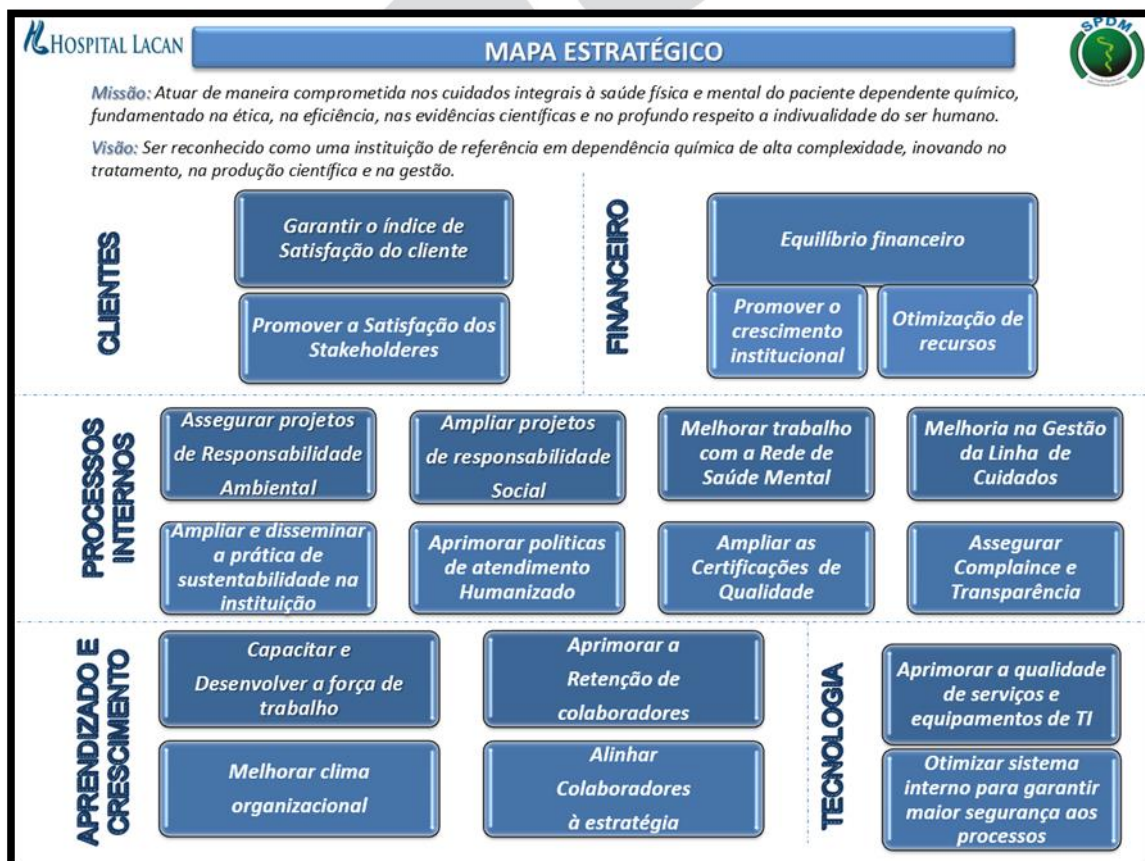 HOSPITAL LACAN
MAPA ESTRATÉGICO
SPDM
Missão: Atuar de maneira comprometida nos cuidados integrais à saúde física e mental do paciente dependente químico,
fundamentado na ética, na eficiência, nas evidências científicas e no profundo respeito a indivualidade do ser humano.
Visão: Ser reconhecido como uma instituição de referência em dependência química de alta complexidade, inovando no
tratamento, na produção científica e na gestão.
CLIENTES
Garantir o índice de
Satisfação do cliente
Promover a Satisfação dos
Stakeholderes
FINANCEIRO
Equilíbrio financeiro
Promover o
crescimento
institucional
Otimização de
recursos
PROCESSOS
INTERNOS
Assegurar projetos
de Responsabilidade
Ambiental
Ampliar projetos
de responsabilidade
Social
Melhorar trabalho
com a Rede de
Saúde Mental
Melhoria na Gestão
da Linha de
Cuidados
Ampliar e disseminar
a prática de
sustentabilidade na
instituição
Aprimorar politicas
de atendimento
Humanizado
Ampliar as
Certificações de
Qualidade
Assegurar
Complaince e
Transparência
APRENDIZADO E
CRESCIMENTO
Capacitar e
Desenvolver a força de
trabalho
Aprimorar a
Retenção de
colaboradores
Melhorar clima
organizacional
Alinhar
Colaboradores
à estratégia
TECNOLOGIA
Aprimorar a qualidade
de serviços e
equipamentos de TI
Otimizar sistema
interno para garantir
maior segurança aos
processos